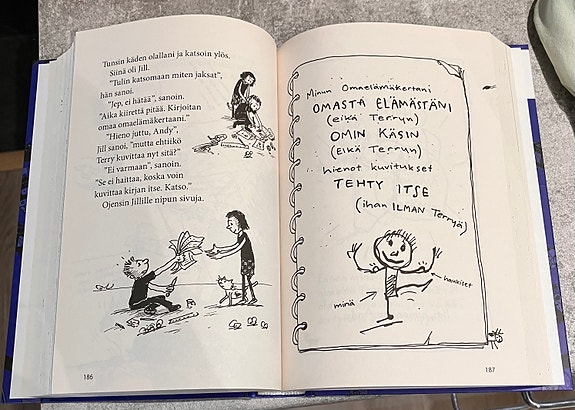 Tunsin käden olallani ja katsoin ylös.
Siinä oli Jill.
"Tulin katsomaan miten jaksat",
hän sanoi.
"Jep, ei hätää", sanoin.
"Aika kiirettä pitää. Kirjoitan
omaa omaelämäkertaani."
"Hieno juttu, Andy",
Jill sanoi, "mutta ehtiikö
Terry kuvittaa nyt sitä?"
"Ei varmaan", sanoin.
"Se ei haittaa, koska voin
kuvittaa kirjan itse. Katso."
Ojensin Jillille nipun sivuja.
186
Minun Omaelämäkertani
OMASTA ELÄMÄSTÄNI
(eikä Terryn)
OMIN KÄSIN
(Eikä Terryn)
hienot kuvitukset
TEHTY ITSE
(ihan ILMAN Terryä)
hauikset
minä
187